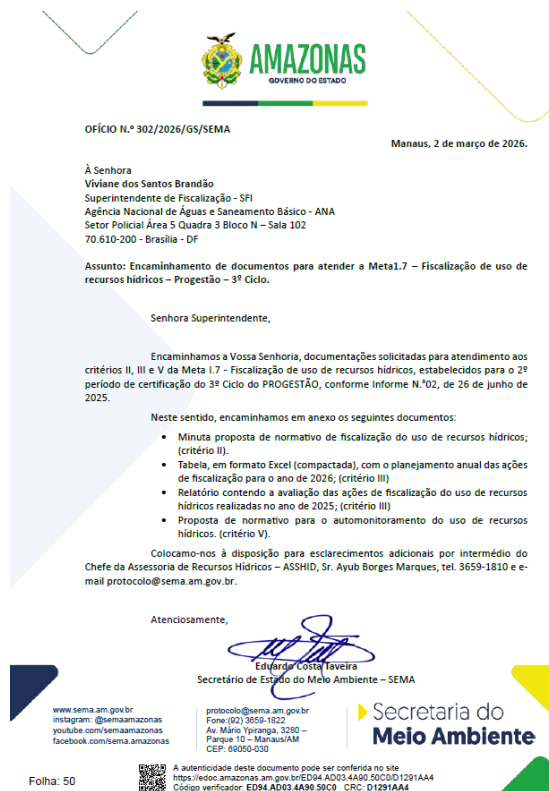 AMAZONAS
GOVERNO DO ESTADO
OFÍCIO N.º 302/2026/GS/SEMA
Manaus, 2 de março de 2026.
À Senhora
Viviane dos Santos Brandão
Superintendente de Fiscalização - SFI
Agência Nacional de Águas e Saneamento Básico - ANA
Setor Policial Área 5 Quadra 3 Bloco N – Sala 102
70.610-200 - Brasília - DF
Assunto: Encaminhamento de documentos para atender a Meta1.7 – Fiscalização de uso de
recursos hídricos – Progestão – 3º Ciclo.
Senhora Superintendente,
Encaminhamos a Vossa Senhoria, documentações solicitadas para atendimento aos
critérios II, III e V da Meta I.7 - Fiscalização de uso de recursos hídricos, estabelecidos para o 2º
período de certificação do 3º Ciclo do PROGESTÃO, conforme Informe N.°02, de 26 de junho de
2025.
Neste sentido, encaminhamos em anexo os seguintes documentos:
• Minuta proposta de normativo de fiscalização do uso de recursos hídricos;
(critério II).
• Tabela, em formato Excel (compactada), com o planejamento anual das ações
de fiscalização para o ano de 2026; (critério III)
• Relatório contendo a avaliação das ações de fiscalização do uso de recursos
hídricos realizadas no ano de 2025; (critério III)
• Proposta de normativo para o automonitoramento do uso de recursos
hídricos. (critério V).
Colocamo-nos à disposição para esclarecimentos adicionais por intermédio do
Chefe da Assessoria de Recursos Hídricos – ASSHID, Sr. Ayub Borges Marques, tel. 3659-1810 e e-
mail protocolo@sema.am.gov.br.
Atenciosamente,
Eduardo Costa Taveira
Secretário de Estado do Meio Ambiente – SEMA
www.sema.am.gov.br
instagram: @semaamazonas
youtube.com/semaamazonas
facebook.com/sema.amazonas
protocolo@sema.am.gov.br
Fone:(92) 3659-1822
Av. Mário Ypiranga, 3280 –
Parque 10 – Manaus/AM
CEP: 69050-030
Secretaria do
Meio Ambiente
Folha: 50
A autenticidade deste documento pode ser conferida no site
https://edoc.amazonas.am.gov.br/ED94.AD03.4A90.50C0/D1291AA4
Código verificador: ED94.AD03.4A90.50C0 CRC: D1291AA4